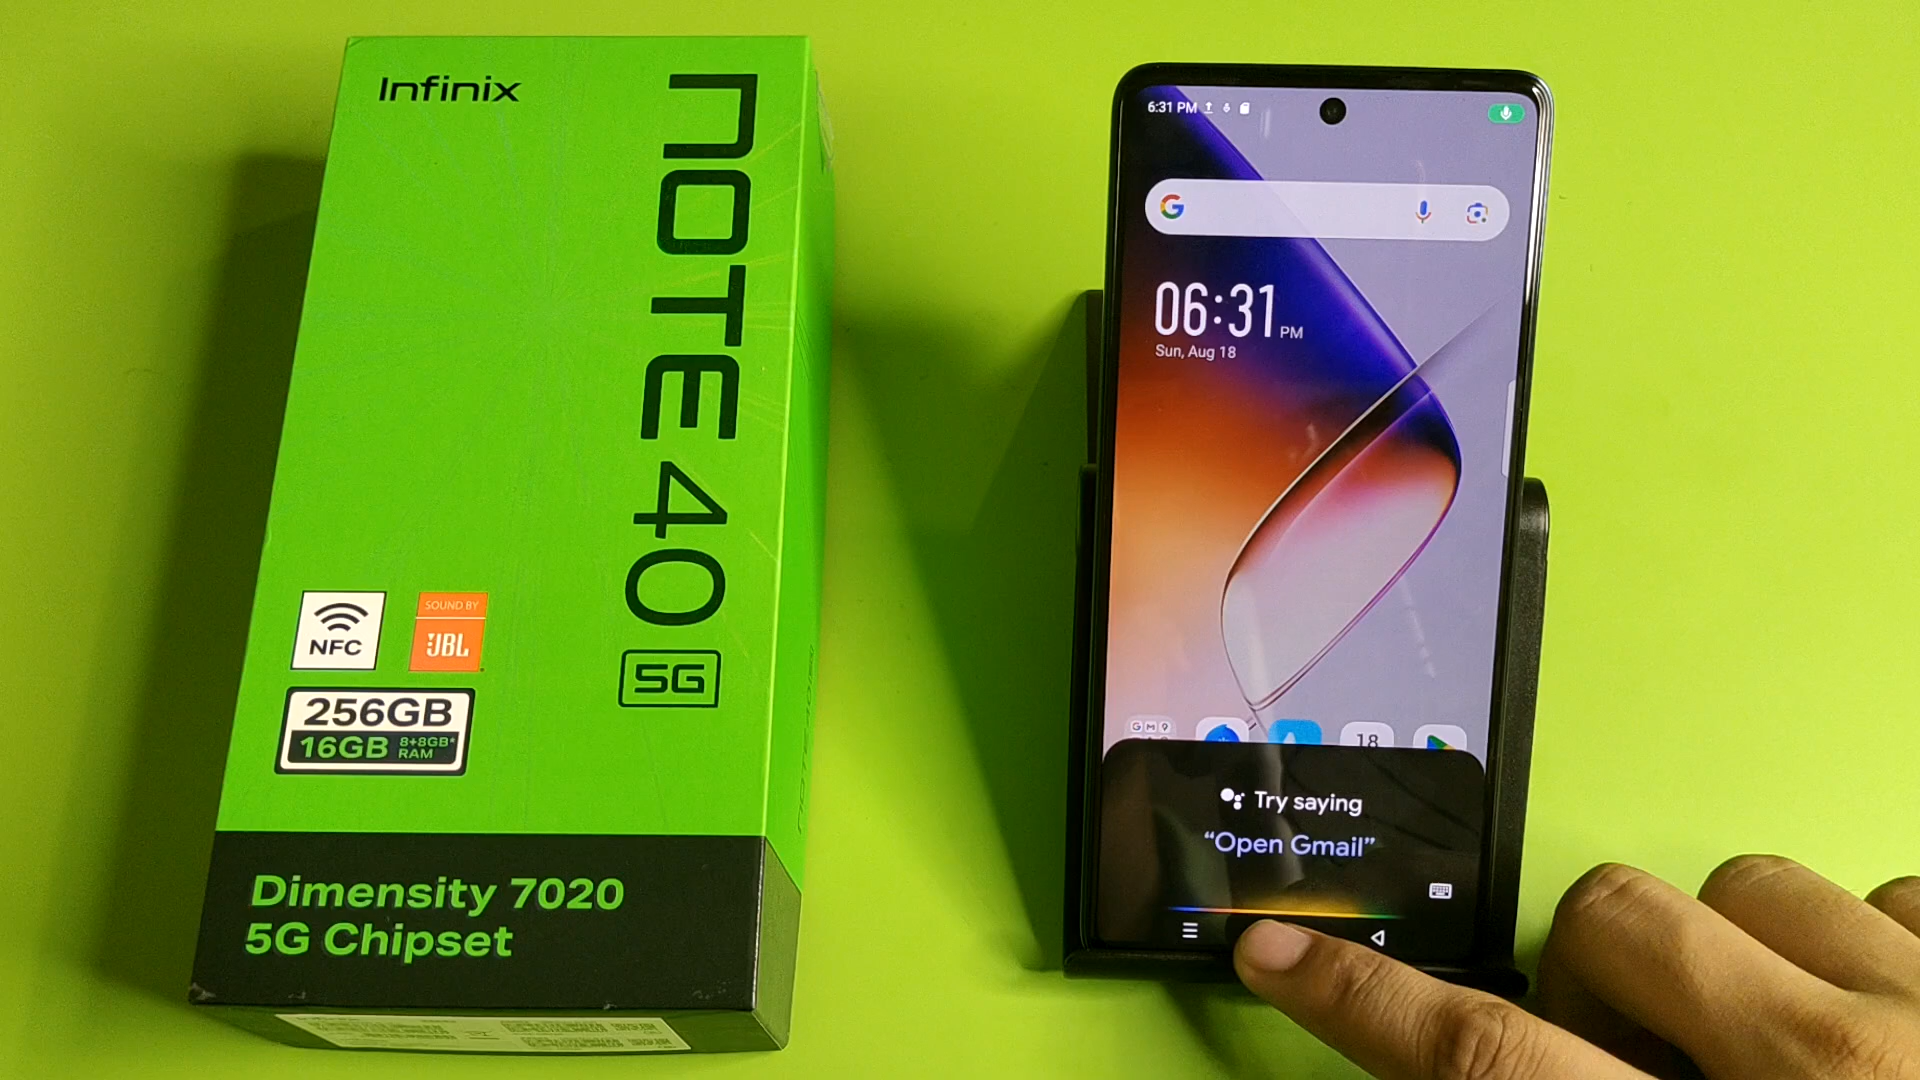 Infinix
NOTE 40
5G
NFC
SOUND BY
JBL
256GB
16GB 8+8GB*
RAM
Dimensity 7020
5G Chipset
6:31 PM
06:31 PM
Sun, Aug 18
18
Try saying
“Open Gmail”